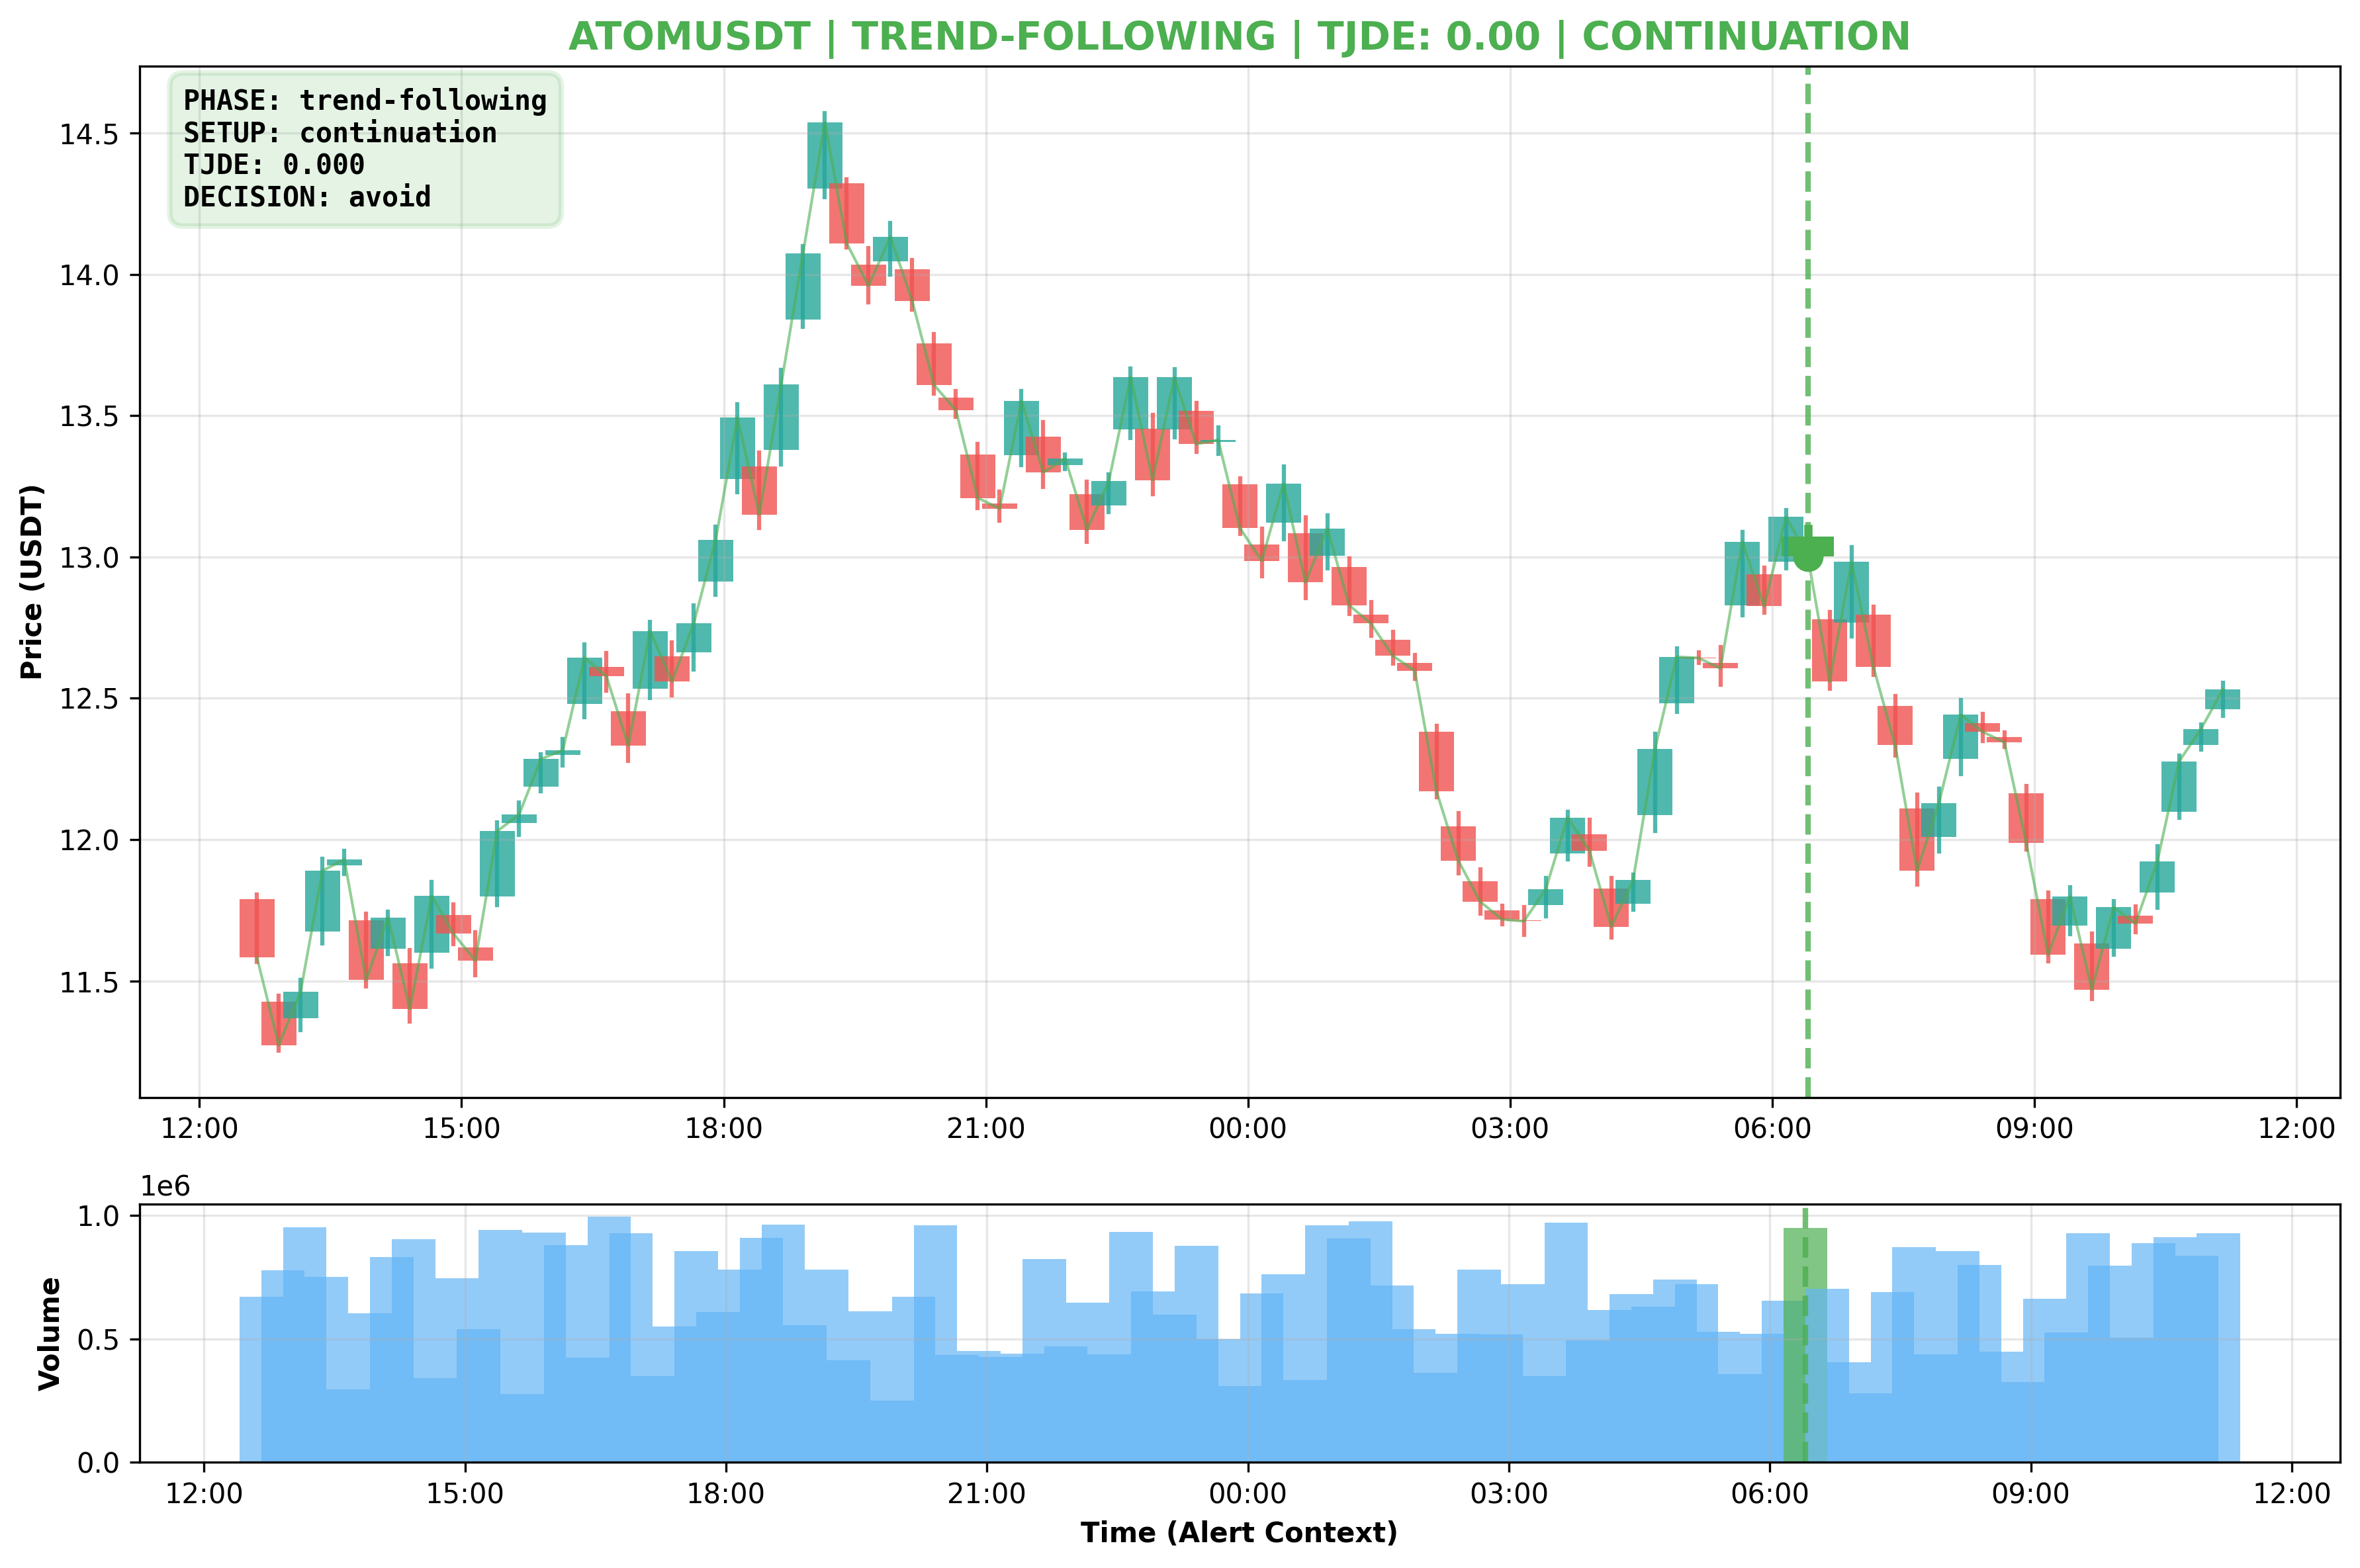 ATOMUSDT | TREND-FOLLOWING | TJDE: 0.00 | CONTINUATION
PHASE: trend-following
SETUP: continuation
TJDE: 0.000
DECISION: avoid
Price (USDT)
14.5
14.0
13.5
13.0
12.5
12.0
11.5
12:00 15:00 18:00 21:00 00:00 03:00 06:00 09:00 12:00
1e6
Volume
1.0
0.5
0.0
12:00 15:00 18:00 21:00 00:00 03:00 06:00 09:00 12:00
Time (Alert Context)